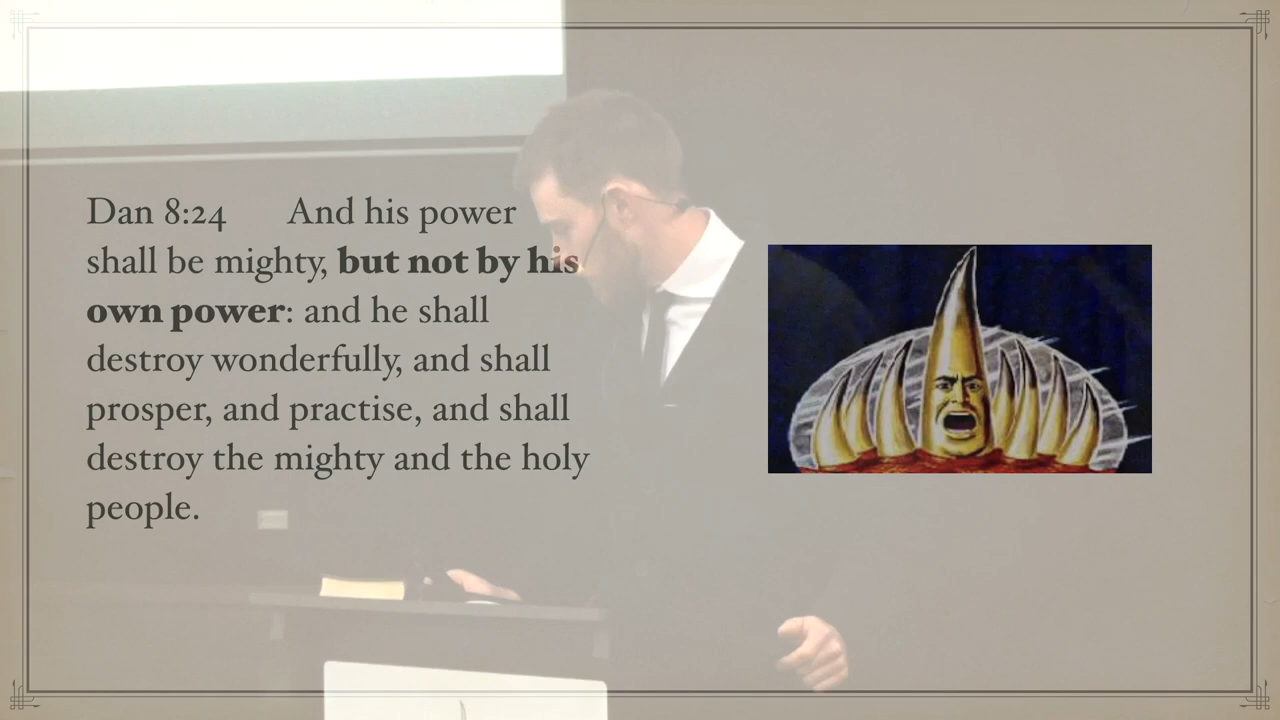 Dan 8:24 And his power
shall be mighty, but not by his
own power: and he shall
destroy wonderfully, and shall
prosper, and practise, and shall
destroy the mighty and the holy
people.